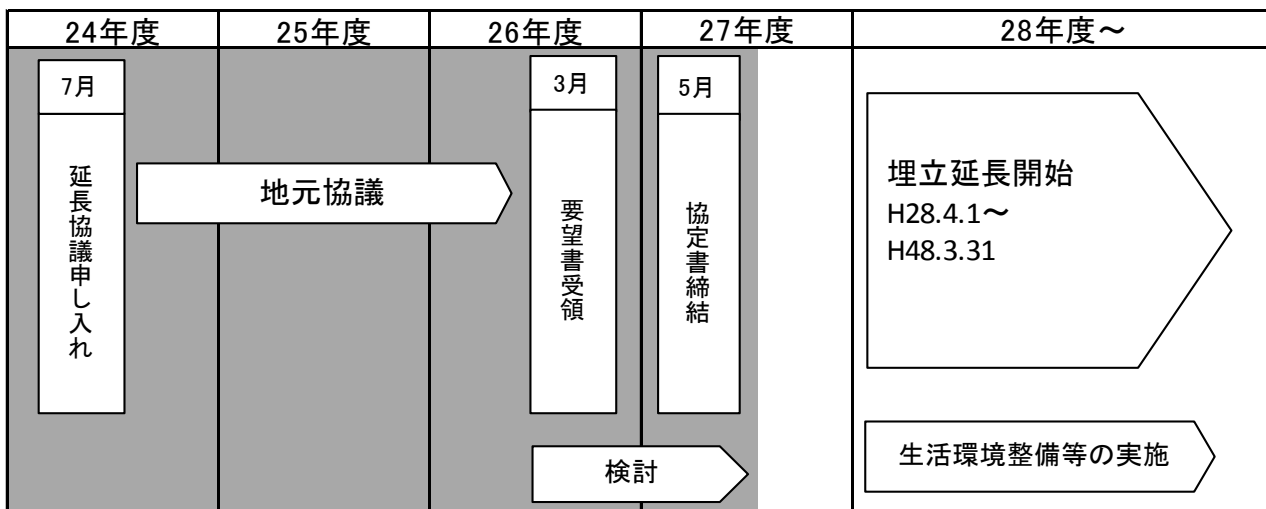 24年度
25年度
26年度
27年度
28年度～
7月
延長協議申し入れ
地元協議
3月
要望書受領
5月
協定書締結
検討
埋立延長開始
H28.4.1～
H48.3.31
生活環境整備等の実施